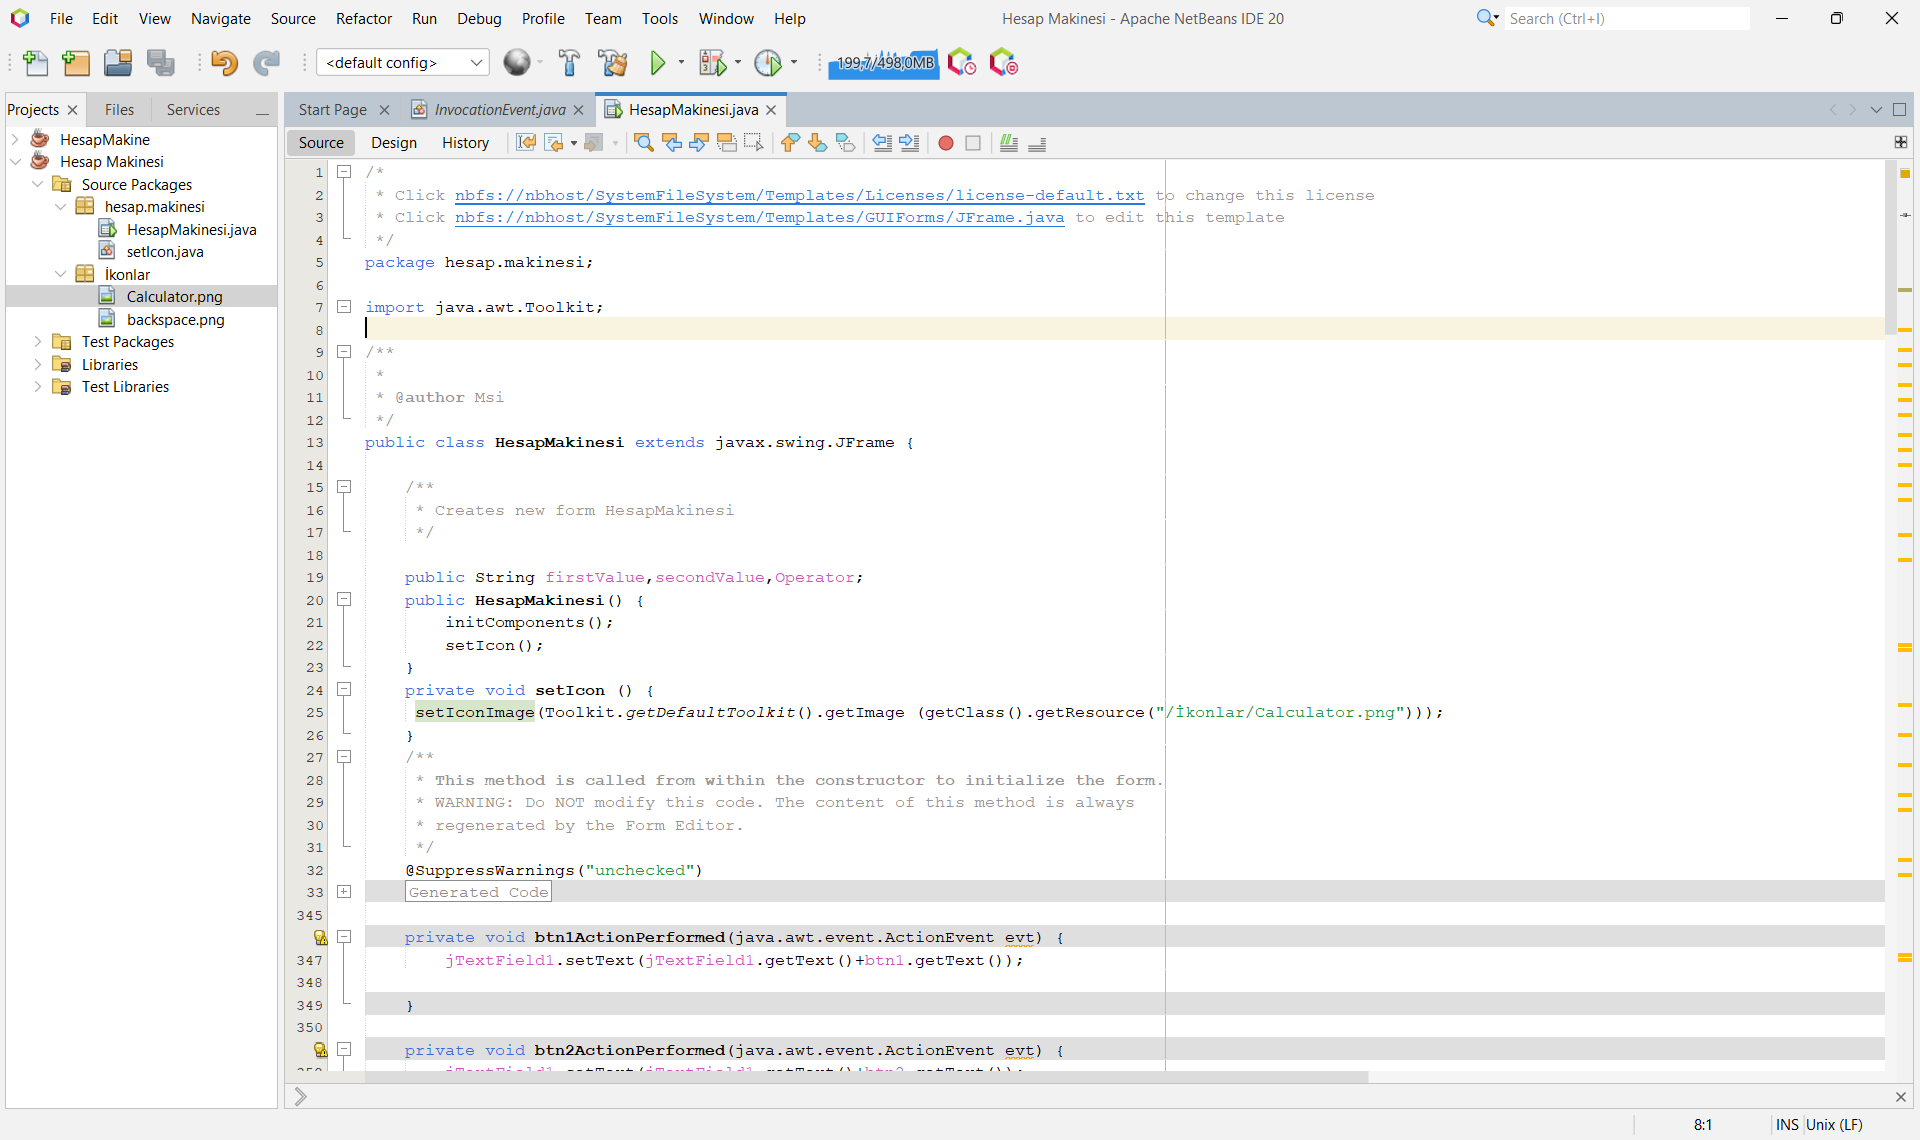 File Edit View Navigate Source Refactor Run Debug Profile Team Tools Window Help
Hesap Makinesi - Apache NetBeans IDE 20
Search (Ctrl+I)
<default config>
199,7/498,0MB
Projects Files Services
HesapMakine
Hesap Makinesi
Source Packages
hesap.makinesi
HesapMakinesi.java
setIcon.java
İkonlar
Calculator.png
backspace.png
Test Packages
Libraries
Test Libraries
Start Page InvocationEvent.java HesapMakinesi.java
Source Design History
1 /*
2 * Click nbfs://nbhost/SystemFileSystem/Templates/Licenses/license-default.txt to change this license
3 * Click nbfs://nbhost/SystemFileSystem/Templates/GUIForms/JFrame.java to edit this template
4 */
5 package hesap.makinesi;
6
7 import java.awt.Toolkit;
8
9 /**
10 *
11 * @author Msi
12 */
13 public class HesapMakinesi extends javax.swing.JFrame {
14
15 /**
16 * Creates new form HesapMakinesi
17 */
18
19 public String firstValue,secondValue,Operator;
20 public HesapMakinesi() {
21 initComponents();
22 setIcon();
23 }
24 private void setIcon () {
25 setIconImage(Toolkit.getDefaultToolkit().getImage (getClass().getResource("/İkonlar/Calculator.png")));
26 }
27 /**
28 * This method is called from within the constructor to initialize the form.
29 * WARNING: Do NOT modify this code. The content of this method is always
30 * regenerated by the Form Editor.
31 */
32 @SuppressWarnings("unchecked")
33 Generated Code
345
private void btn1ActionPerformed(java.awt.event.ActionEvent evt) {
347 jTextField1.setText(jTextField1.getText()+btn1.getText());
348
349 }
350
private void btn2ActionPerformed(java.awt.event.ActionEvent evt) {
8:1 INS Unix (LF)